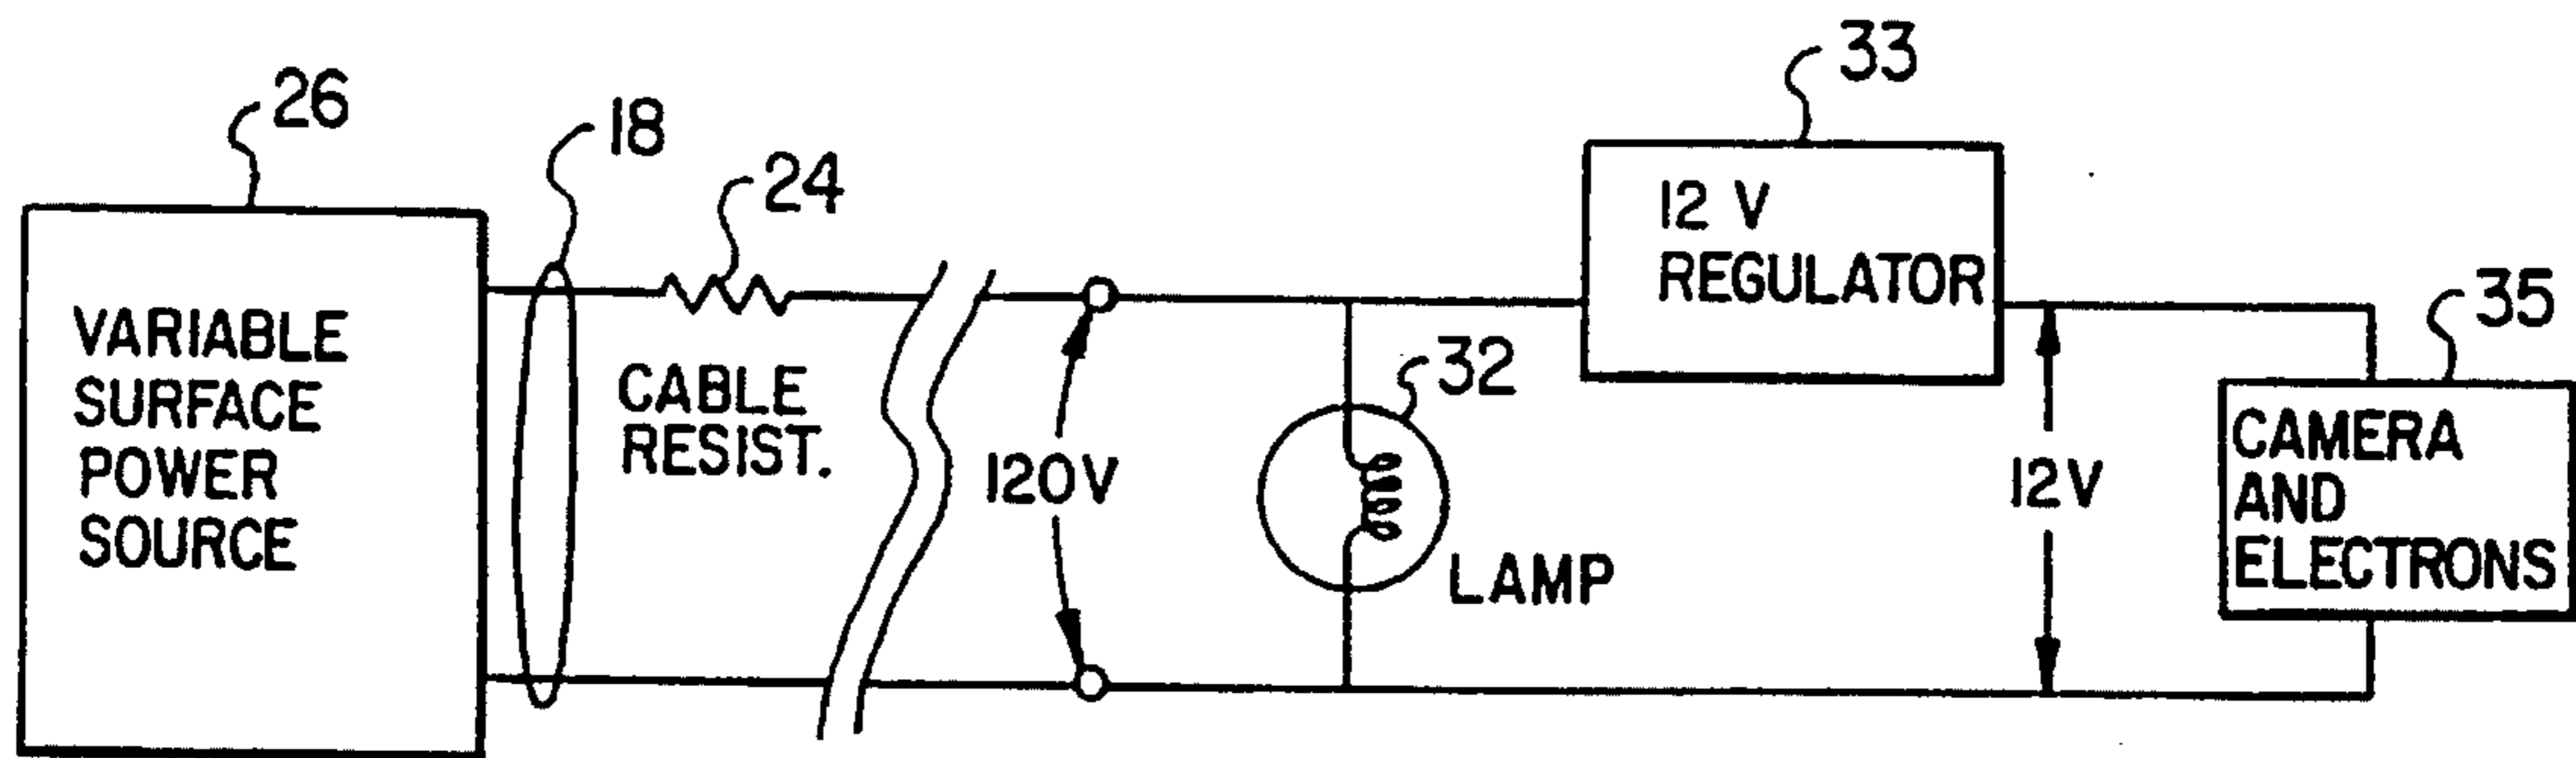 26
18
24
33
35
32
VARIABLE
SURFACE
POWER
SOURCE
CABLE
RESIST.
120V
LAMP
12 V
REGULATOR
12V
CAMERA
AND
ELECTRONS